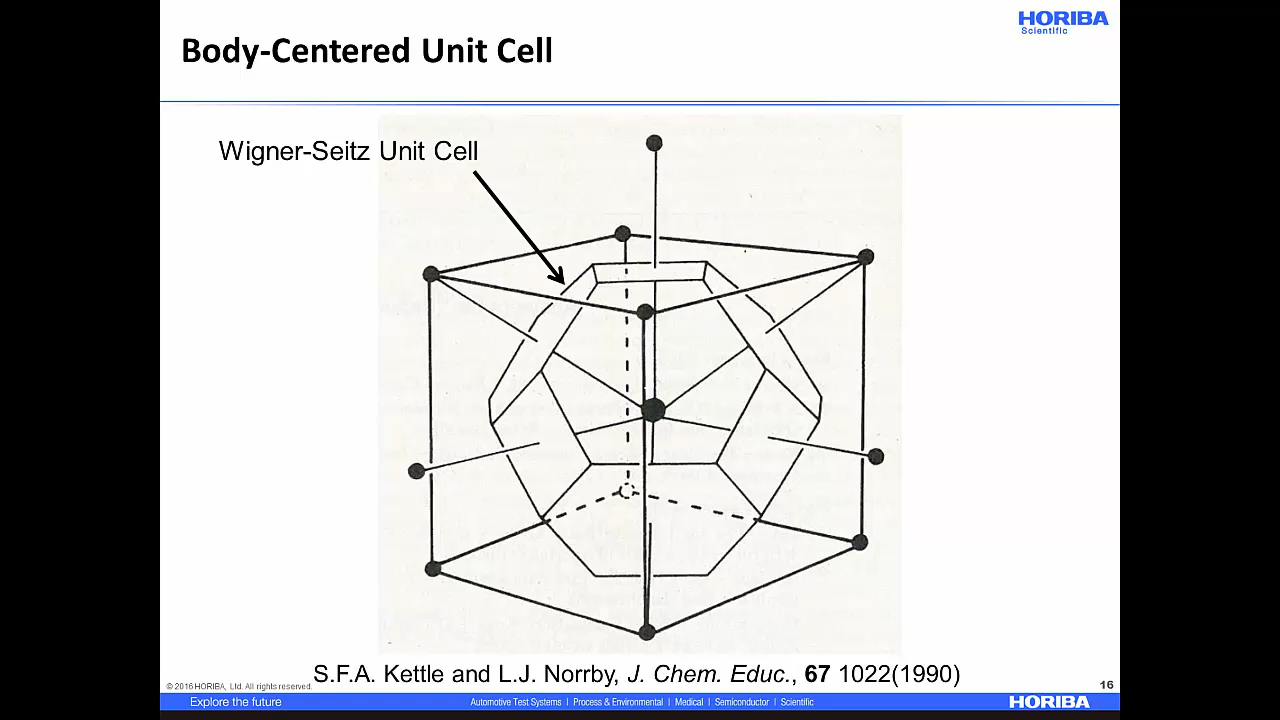 HORIBA
Scientific
Body-Centered Unit Cell
Wigner-Seitz Unit Cell
S.F.A. Kettle and L.J. Norrby, J. Chem. Educ., 67 1022(1990)
© 2016 HORIBA, Ltd. All rights reserved.
16
Explore the future
Automotive Test Systems | Process & Environmental | Medical | Semiconductor | Scientific
HORIBA